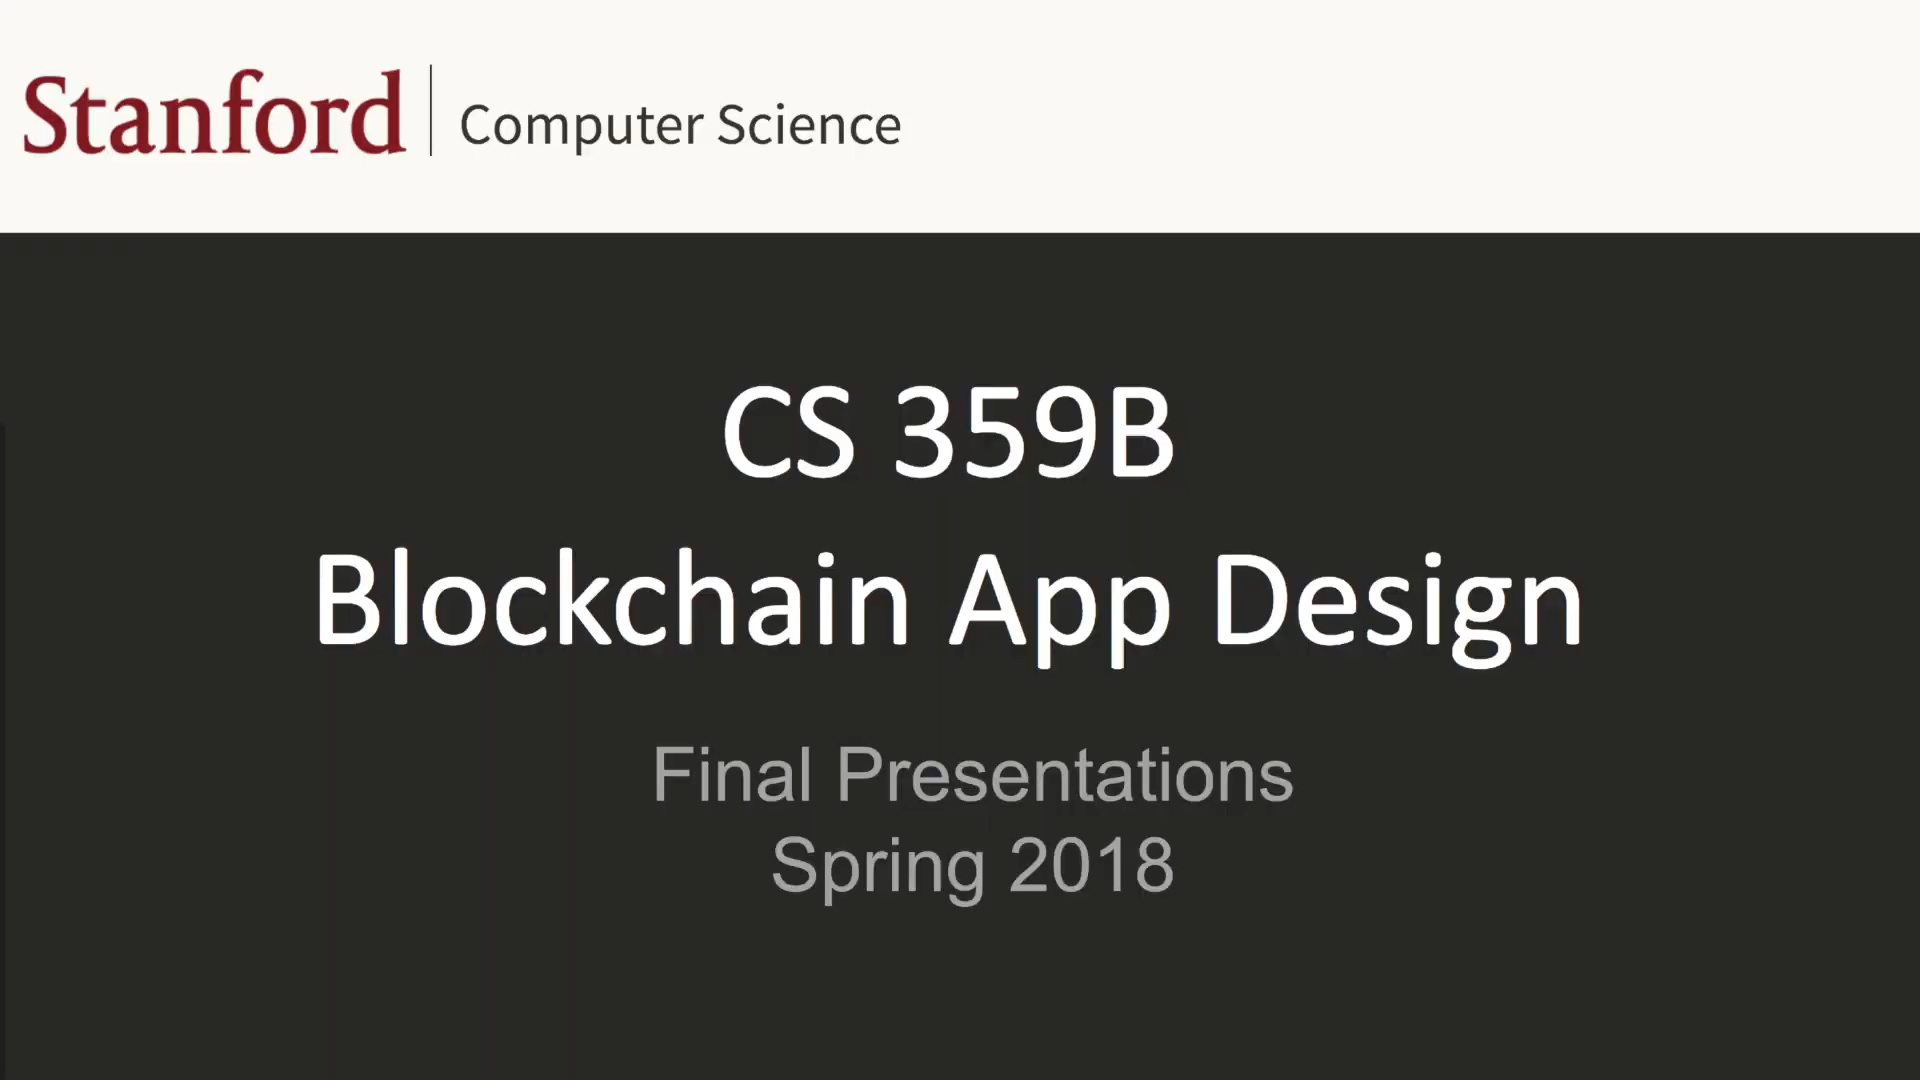 Stanford | Computer Science
CS 359B
Blockchain App Design
Final Presentations
Spring 2018